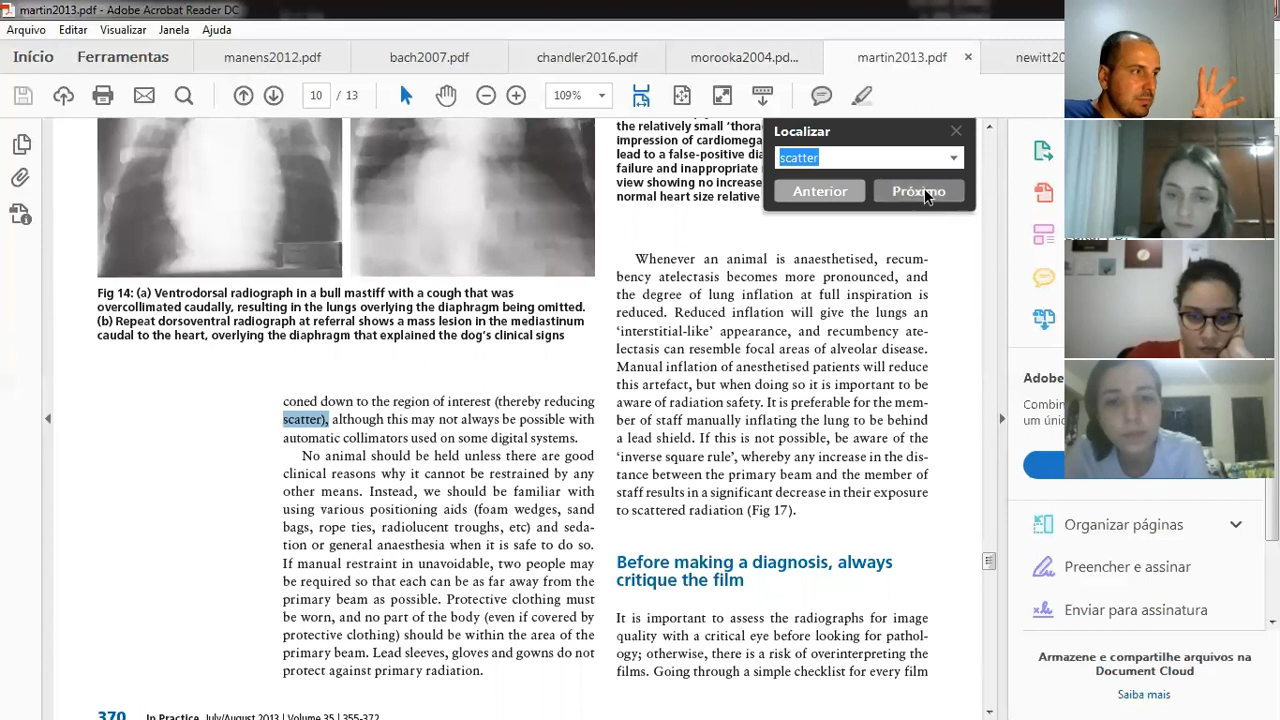 martin2013.pdf - Adobe Acrobat Reader DC
Arquivo Editar Visualizar Janela Ajuda
Início Ferramentas manens2012.pdf bach2007.pdf chandler2016.pdf morooka2004.pd... martin2013.pdf × newitt20
10 / 13 109%
Localizar
scatter
Anterior Próximo
Fig 14: (a) Ventrodorsal radiograph in a bull mastiff with a cough that was
overcollimated caudally, resulting in the lungs overlying the diaphragm being omitted.
(b) Repeat dorsoventral radiograph at referral shows a mass lesion in the mediastinum
caudal to the heart, overlying the diaphragm that explained the dog's clinical signs
coned down to the region of interest (thereby reducing
scatter), although this may not always be possible with
automatic collimators used on some digital systems.
No animal should be held unless there are good
clinical reasons why it cannot be restrained by any
other means. Instead, we should be familiar with
using various positioning aids (foam wedges, sand
bags, rope ties, radiolucent troughs, etc) and seda-
tion or general anaesthesia when it is safe to do so.
If manual restraint in unavoidable, two people may
be required so that each can be as far away from the
primary beam as possible. Protective clothing must
be worn, and no part of the body (even if covered by
protective clothing) should be within the area of the
primary beam. Lead sleeves, gloves and gowns do not
protect against primary radiation.
370 In Practice July/August 2013 | Volume 35 | 355-372
the relatively small 'thorac
impression of cardiomega
lead to a false-positive dia
failure and inappropriate
view showing no increase
normal heart size relative
Whenever an animal is anaesthetised, recum-
bency atelectasis becomes more pronounced, and
the degree of lung inflation at full inspiration is
reduced. Reduced inflation will give the lungs an
'interstitial-like' appearance, and recumbency ate-
lectasis can resemble focal areas of alveolar disease.
Manual inflation of anesthetised patients will reduce
this artefact, but when doing so it is important to be
aware of radiation safety. It is preferable for the mem-
ber of staff manually inflating the lung to be behind
a lead shield. If this is not possible, be aware of the
'inverse square rule', whereby any increase in the dis-
tance between the primary beam and the member of
staff results in a significant decrease in their exposure
to scattered radiation (Fig 17).
Before making a diagnosis, always
critique the film
It is important to assess the radiographs for image
quality with a critical eye before looking for pathol-
ogy; otherwise, there is a risk of overinterpreting the
films. Going through a simple checklist for every film
Adobe
Combin
um únic
Organizar páginas
Preencher e assinar
Enviar para assinatura
Armazene e compartilhe arquivos na
Document Cloud
Saiba mais